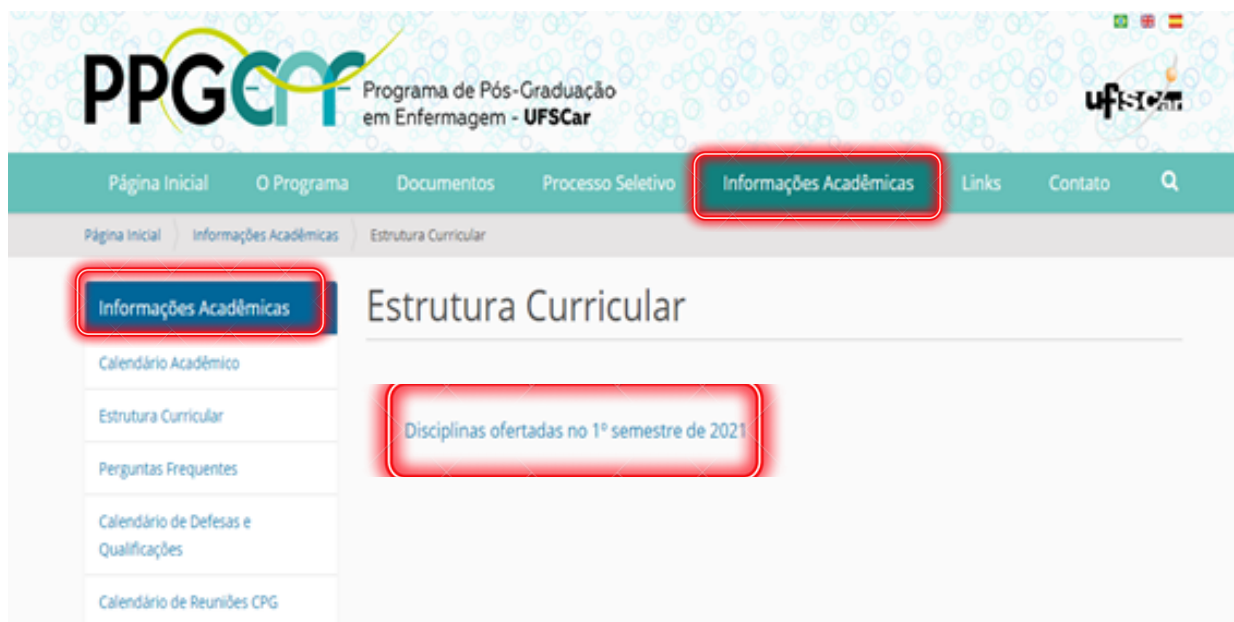 PPGEnf
Programa de Pós-Graduação
em Enfermagem - UFSCar
ufscar
Página Inicial O Programa Documentos Processo Seletivo Informações Acadêmicas Links Contato
Página Inicial Informações Acadêmicas Estrutura Curricular
Informações Acadêmicas
Calendário Acadêmico
Estrutura Curricular
Perguntas Frequentes
Calendário de Defesas e
Qualificações
Calendário de Reuniões CPG
Estrutura Curricular
Disciplinas ofertadas no 1º semestre de 2021